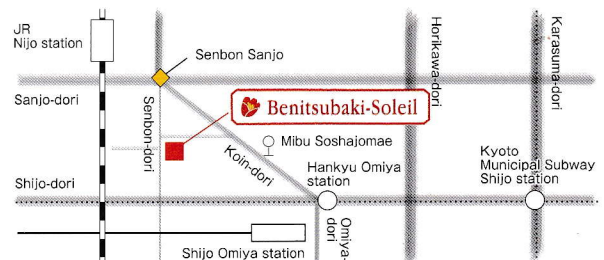 JR
Nijo station
Senbon Sanjo
Horikawa-dori
Karasuma-dori
Sanjo-dori
Senbon-dori
Benitsubaki-Soleil
Koin-dori
Mibu Soshajomae
Hankyu Omiya
station
Kyoto
Municipal Subway
Shijo station
Shijo-dori
Omiya-
dori
Shijo Omiya station